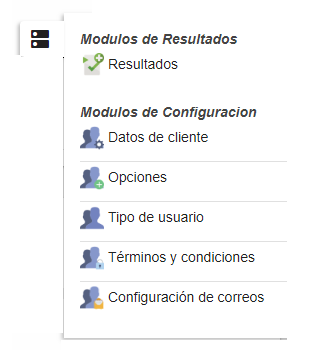 Modulos de Resultados
Resultados
Modulos de Configuracion
Datos de cliente
Opciones
Tipo de usuario
Términos y condiciones
Configuración de correos